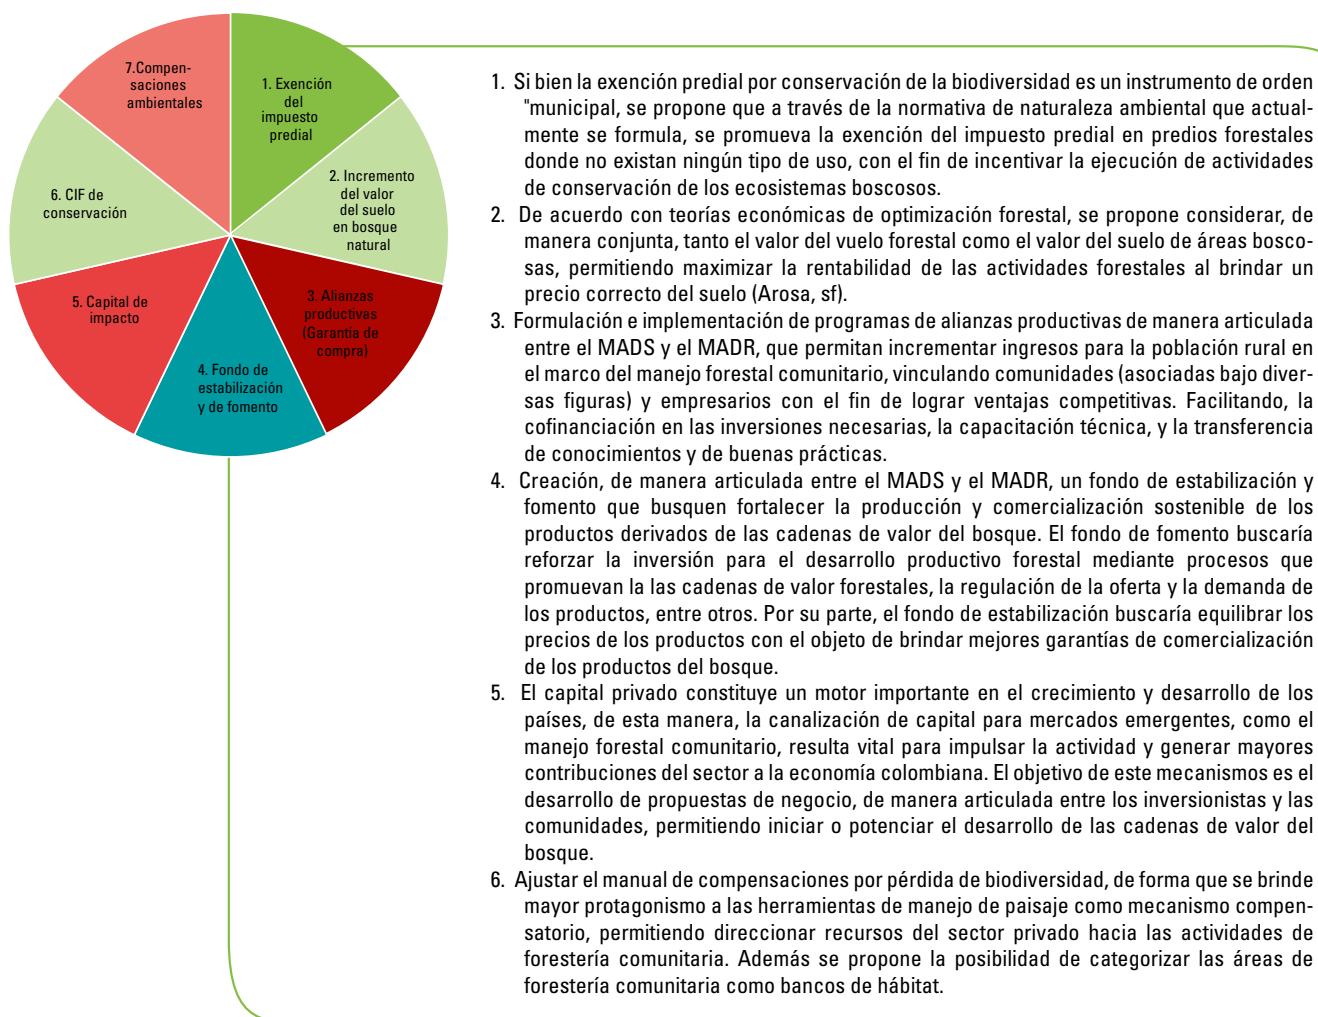 7.Compen-
saciones
ambientales
1. Exención
del
impuesto
predial
2. Incremento
del valor
del suelo
en bosque
natural
3. Alianzas
productivas
(Garantía de
compra)
4. Fondo de
estabilización
y de fomento
5. Capital de
impacto
6. CIF de
conservación
1. Si bien la exención predial por conservación de la biodiversidad es un instrumento de orden
"municipal, se propone que a través de la normativa de naturaleza ambiental que actual-
mente se formula, se promueva la exención del impuesto predial en predios forestales
donde no existan ningún tipo de uso, con el fin de incentivar la ejecución de actividades
de conservación de los ecosistemas boscosos.
2. De acuerdo con teorías económicas de optimización forestal, se propone considerar, de
manera conjunta, tanto el valor del vuelo forestal como el valor del suelo de áreas bosco-
sas, permitiendo maximizar la rentabilidad de las actividades forestales al brindar un
precio correcto del suelo (Arosa, sf).
3. Formulación e implementación de programas de alianzas productivas de manera articulada
entre el MADS y el MADR, que permitan incrementar ingresos para la población rural en
el marco del manejo forestal comunitario, vinculando comunidades (asociadas bajo diver-
sas figuras) y empresarios con el fin de lograr ventajas competitivas. Facilitando, la
cofinanciación en las inversiones necesarias, la capacitación técnica, y la transferencia
de conocimientos y de buenas prácticas.
4. Creación, de manera articulada entre el MADS y el MADR, un fondo de estabilización y
fomento que busquen fortalecer la producción y comercialización sostenible de los
productos derivados de las cadenas de valor del bosque. El fondo de fomento buscaría
reforzar la inversión para el desarrollo productivo forestal mediante procesos que
promuevan la las cadenas de valor forestales, la regulación de la oferta y la demanda de
los productos, entre otros. Por su parte, el fondo de estabilización buscaría equilibrar los
precios de los productos con el objeto de brindar mejores garantías de comercialización
de los productos del bosque.
5. El capital privado constituye un motor importante en el crecimiento y desarrollo de los
países, de esta manera, la canalización de capital para mercados emergentes, como el
manejo forestal comunitario, resulta vital para impulsar la actividad y generar mayores
contribuciones del sector a la economía colombiana. El objetivo de este mecanismos es el
desarrollo de propuestas de negocio, de manera articulada entre los inversionistas y las
comunidades, permitiendo iniciar o potenciar el desarrollo de las cadenas de valor del
bosque.
6. Ajustar el manual de compensaciones por pérdida de biodiversidad, de forma que se brinde
mayor protagonismo a las herramientas de manejo de paisaje como mecanismo compen-
satorio, permitiendo direccionar recursos del sector privado hacia las actividades de
forestería comunitaria. Además se propone la posibilidad de categorizar las áreas de
forestería comunitaria como bancos de hábitat.